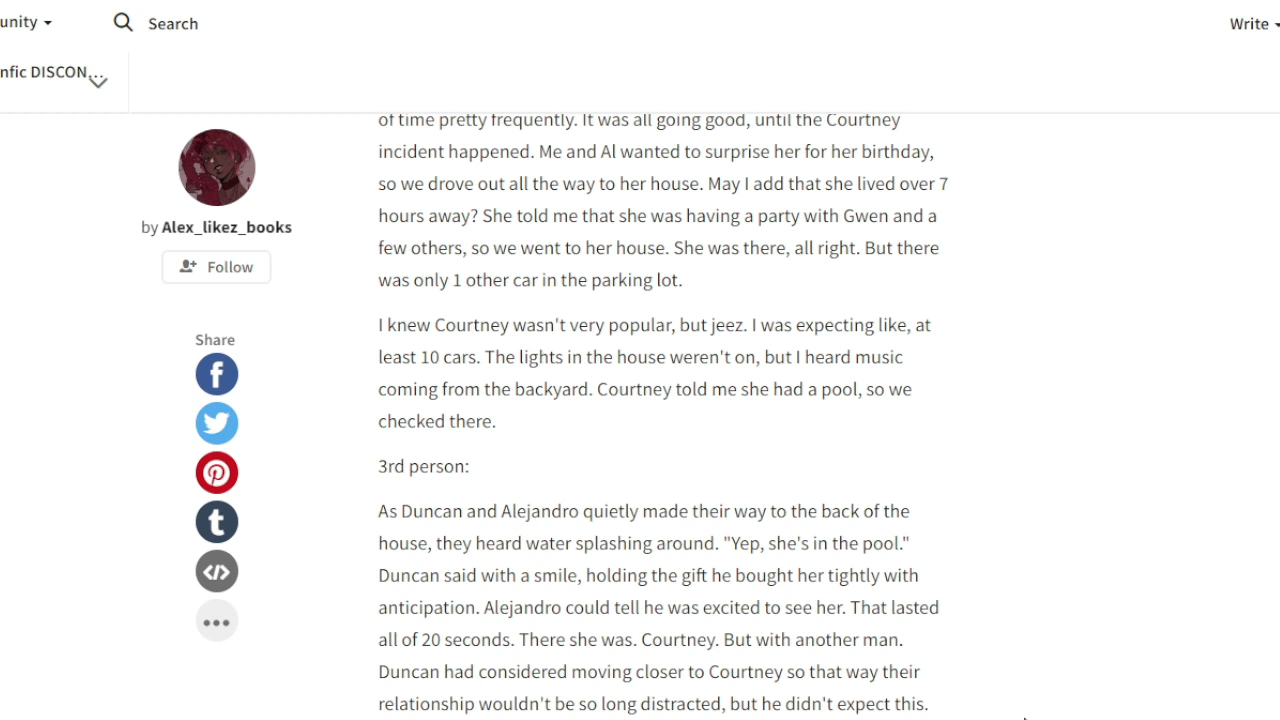 unity
Search
Write
nfic DISCON...
of time pretty frequently. It was all going good, until the Courtney
incident happened. Me and Al wanted to surprise her for her birthday,
so we drove out all the way to her house. May I add that she lived over 7
hours away? She told me that she was having a party with Gwen and a
few others, so we went to her house. She was there, all right. But there
was only 1 other car in the parking lot.
by Alex_likez_books
Follow
Share
I knew Courtney wasn't very popular, but jeez. I was expecting like, at
least 10 cars. The lights in the house weren't on, but I heard music
coming from the backyard. Courtney told me she had a pool, so we
checked there.
3rd person:
As Duncan and Alejandro quietly made their way to the back of the
house, they heard water splashing around. "Yep, she's in the pool."
Duncan said with a smile, holding the gift he bought her tightly with
anticipation. Alejandro could tell he was excited to see her. That lasted
all of 20 seconds. There she was. Courtney. But with another man.
Duncan had considered moving closer to Courtney so that way their
relationship wouldn't be so long distracted, but he didn't expect this.